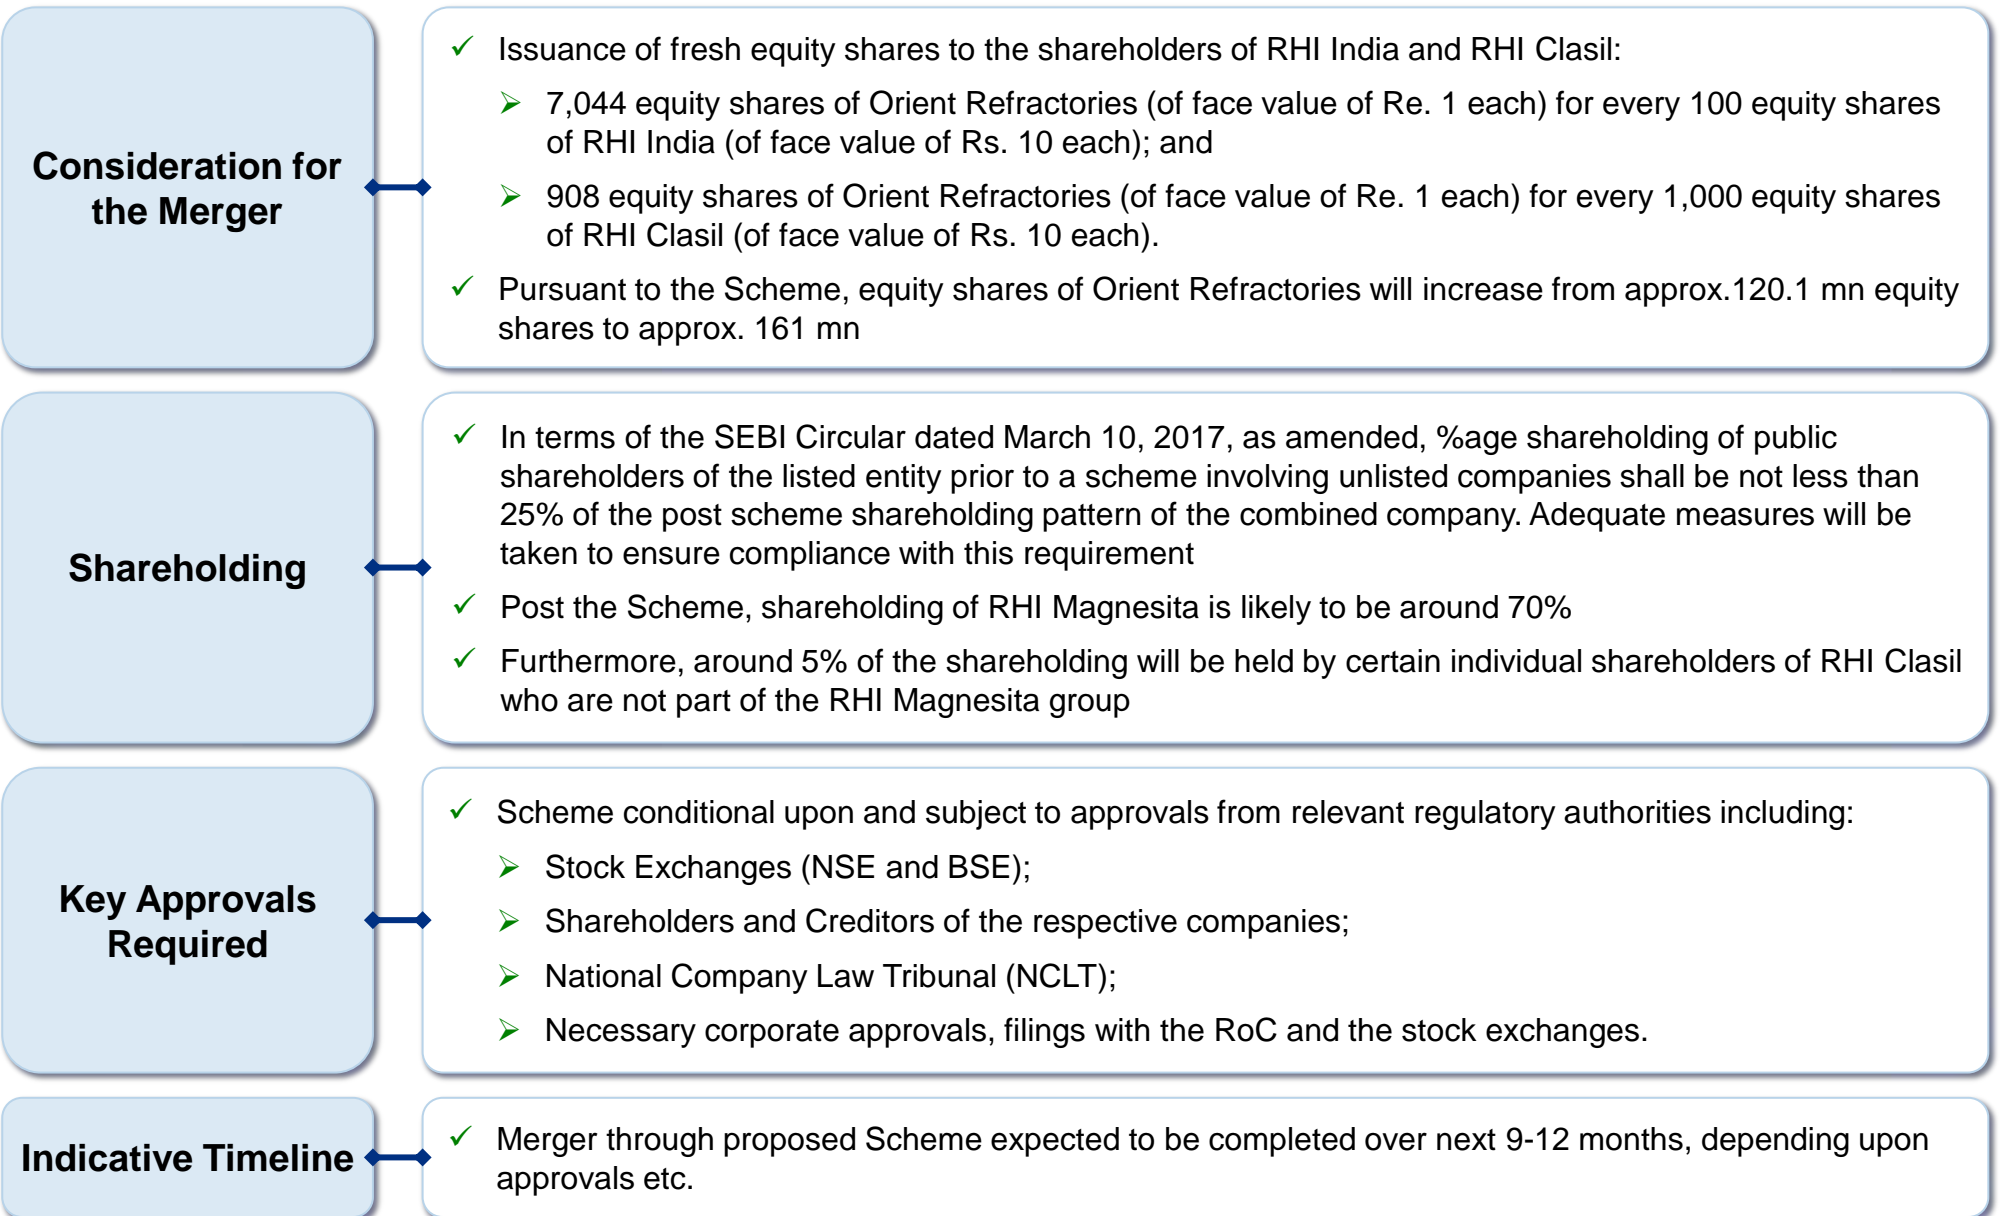 Consideration for
the Merger
✓ Issuance of fresh equity shares to the shareholders of RHI India and RHI Clasil:
➢ 7,044 equity shares of Orient Refractories (of face value of Re. 1 each) for every 100 equity shares
of RHI India (of face value of Rs. 10 each); and
➢ 908 equity shares of Orient Refractories (of face value of Re. 1 each) for every 1,000 equity shares
of RHI Clasil (of face value of Rs. 10 each).
✓ Pursuant to the Scheme, equity shares of Orient Refractories will increase from approx.120.1 mn equity
shares to approx. 161 mn
Shareholding
✓ In terms of the SEBI Circular dated March 10, 2017, as amended, %age shareholding of public
shareholders of the listed entity prior to a scheme involving unlisted companies shall be not less than
25% of the post scheme shareholding pattern of the combined company. Adequate measures will be
taken to ensure compliance with this requirement
✓ Post the Scheme, shareholding of RHI Magnesita is likely to be around 70%
✓ Furthermore, around 5% of the shareholding will be held by certain individual shareholders of RHI Clasil
who are not part of the RHI Magnesita group
Key Approvals
Required
✓ Scheme conditional upon and subject to approvals from relevant regulatory authorities including:
➢ Stock Exchanges (NSE and BSE);
➢ Shareholders and Creditors of the respective companies;
➢ National Company Law Tribunal (NCLT);
➢ Necessary corporate approvals, filings with the RoC and the stock exchanges.
Indicative Timeline
✓ Merger through proposed Scheme expected to be completed over next 9-12 months, depending upon
approvals etc.